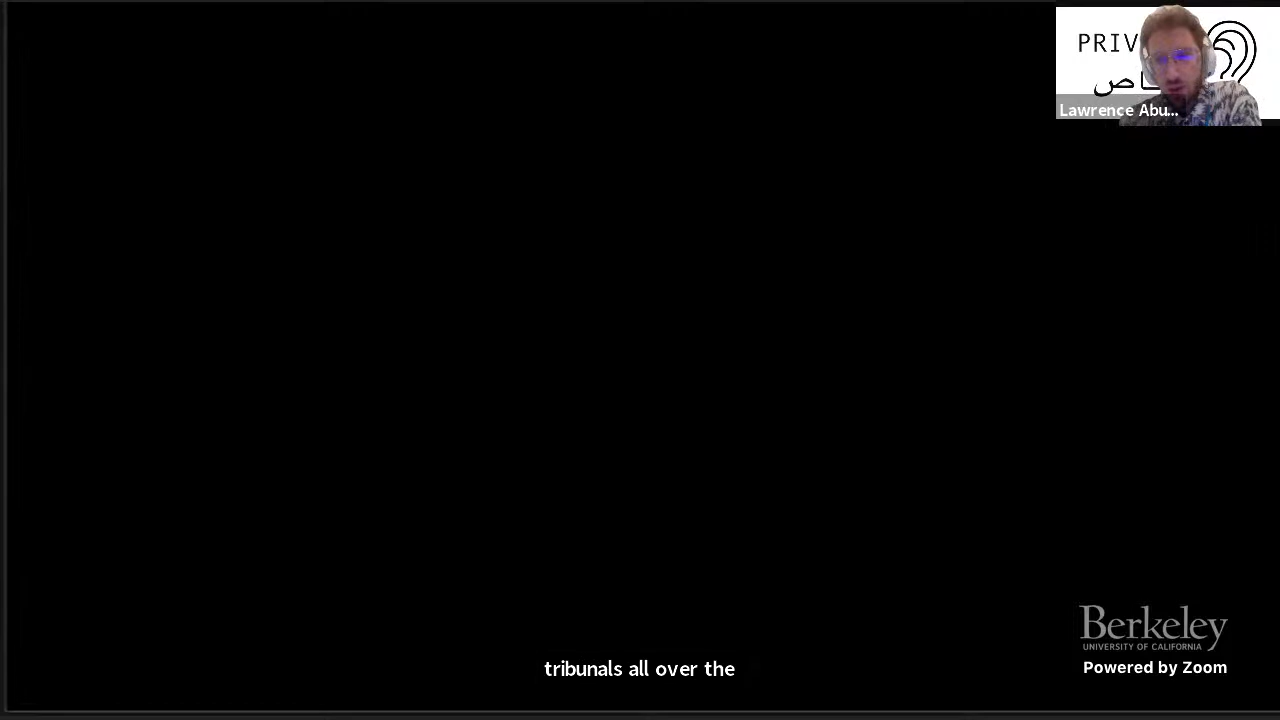 PRIV
ص
Lawrence Abu...
Berkeley
UNIVERSITY OF CALIFORNIA
tribunals all over the
Powered by Zoom